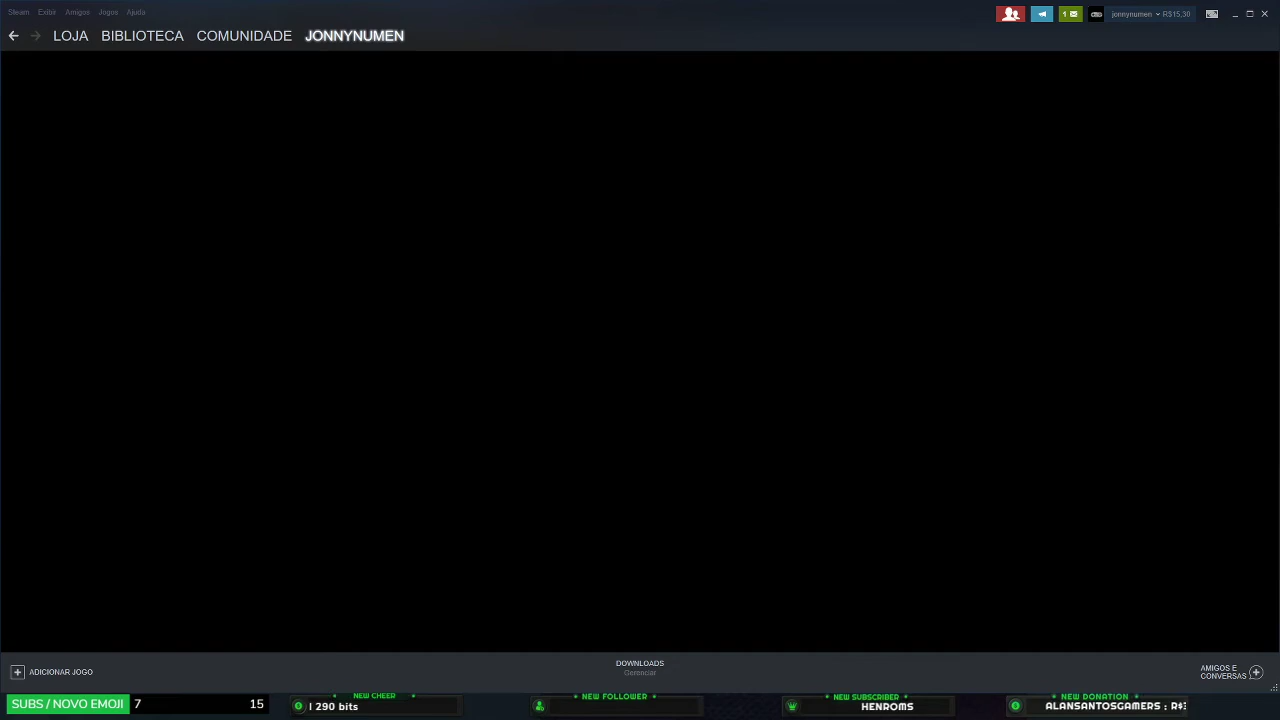 Steam Exibir Amigos Jogos Ajuda
1 jonnynumen R$15,30
LOJA BIBLIOTECA COMUNIDADE JONNYNUMEN
ADICIONAR JOGO
DOWNLOADS
Gerenciar
AMIGOS E
CONVERSAS
SUBS / NOVO EMOJI 7 15
NEW CHEER
290 bits
NEW FOLLOWER
NEW SUBSCRIBER
HENROMS
NEW DONATION
ALANSANTOSGAMERS :